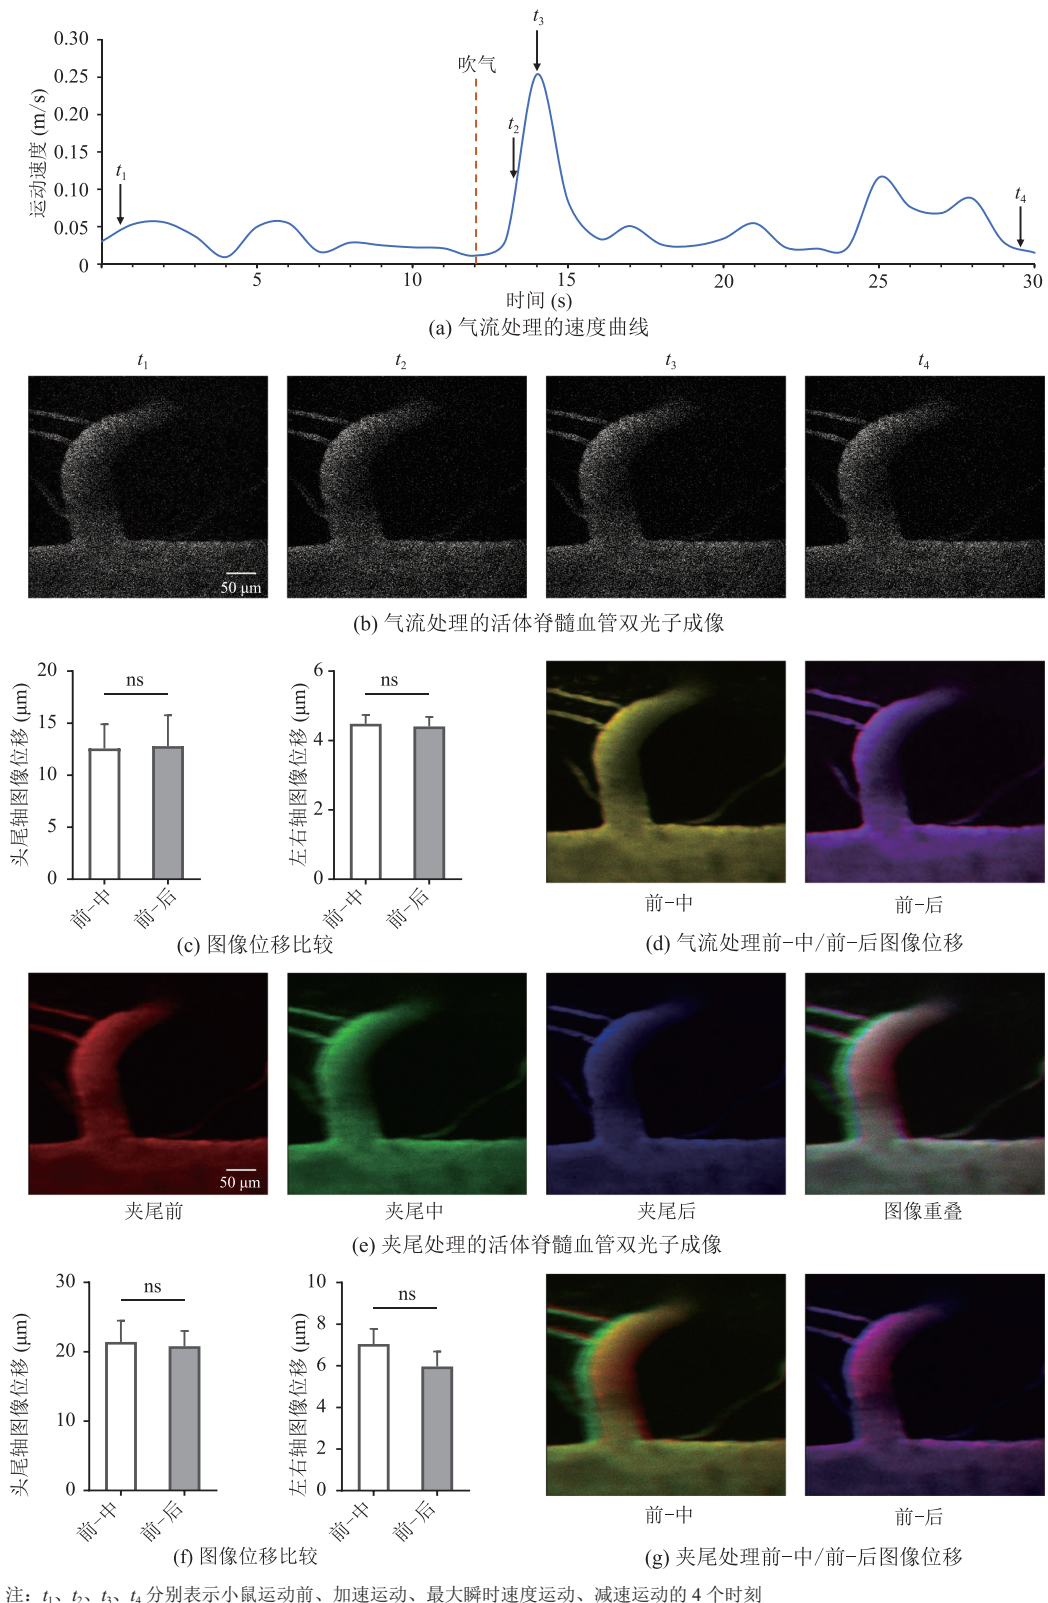 t3
0.30
吹气
0.25
0.20
t2
0.15
t1
0.10
t4
0.05
0
运动速度 (m/s)
5
10
15
20
25
30
时间 (s)
(a) 气流处理的速度曲线
t1
t2
t3
t4
50 μm
(b) 气流处理的活体脊髓血管双光子成像
20
15
10
5
0
ns
头尾轴图像位移 (μm)
前-中
前-后
6
4
2
0
ns
左右轴图像位移 (μm)
前-中
前-后
(c) 图像位移比较
前-中
前-后
(d) 气流处理前-中/前-后图像位移
50 μm
夹尾前
夹尾中
夹尾后
图像重叠
(e) 夹尾处理的活体脊髓血管双光子成像
30
20
10
0
ns
头尾轴图像位移 (μm)
前-中
前-后
10
8
6
4
2
0
ns
左右轴图像位移 (μm)
前-中
前-后
(f) 图像位移比较
前-中
前-后
(g) 夹尾处理前-中/前-后图像位移
注：t1、t2、t3、t4 分别表示小鼠运动前、加速运动、最大瞬时速度运动、减速运动的 4 个时刻